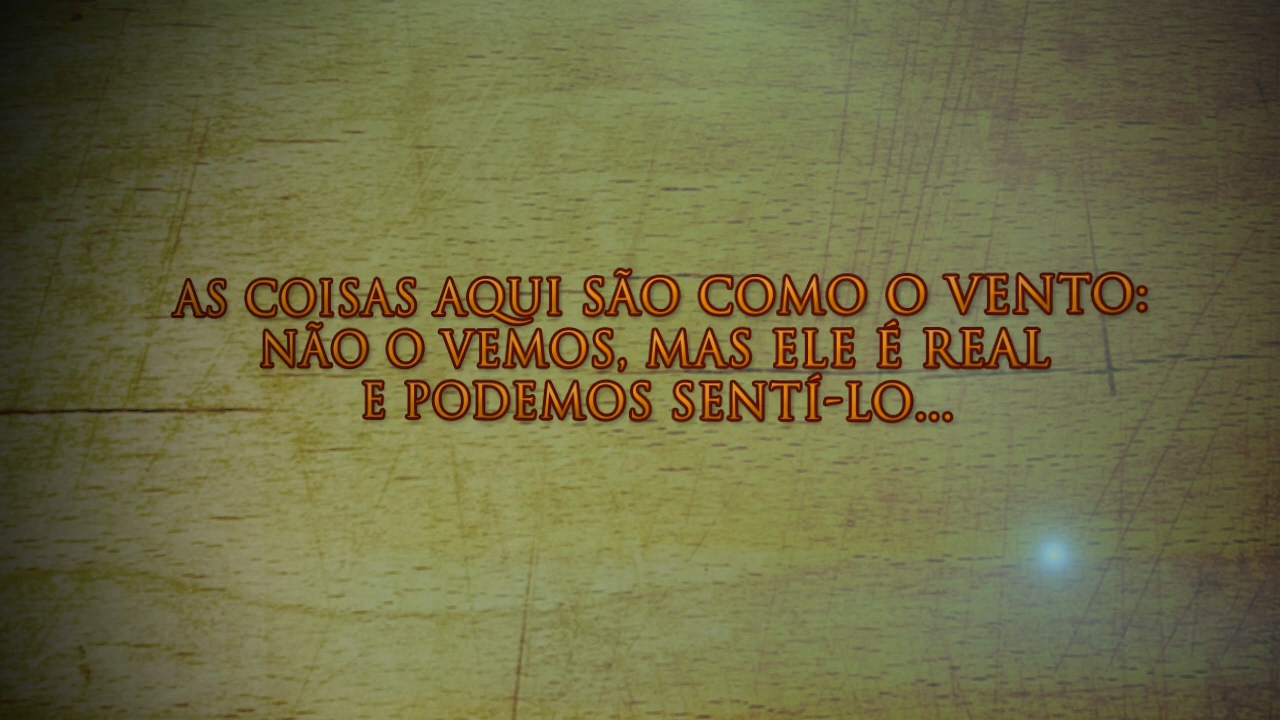 AS COISAS AQUI SÃO COMO O VENTO:
NÃO O VEMOS, MAS ELE É REAL
E PODEMOS SENTÍ-LO...